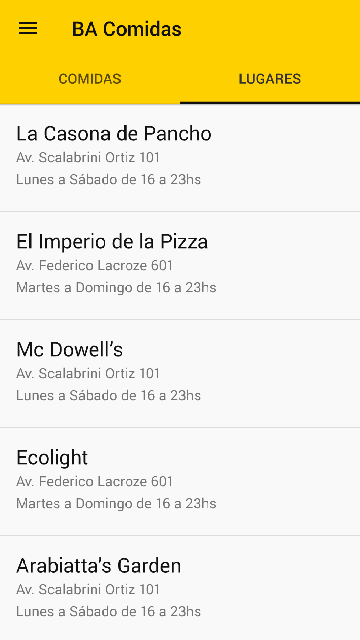 BA Comidas
COMIDAS
LUGARES
La Casona de Pancho
Av. Scalabrini Ortiz 101
Lunes a Sábado de 16 a 23hs
El Imperio de la Pizza
Av. Federico Lacroze 601
Martes a Domingo de 16 a 23hs
Mc Dowell's
Av. Scalabrini Ortiz 101
Lunes a Sábado de 16 a 23hs
Ecolight
Av. Federico Lacroze 601
Martes a Domingo de 16 a 23hs
Arabiatta's Garden
Av. Scalabrini Ortiz 101
Lunes a Sábado de 16 a 23hs